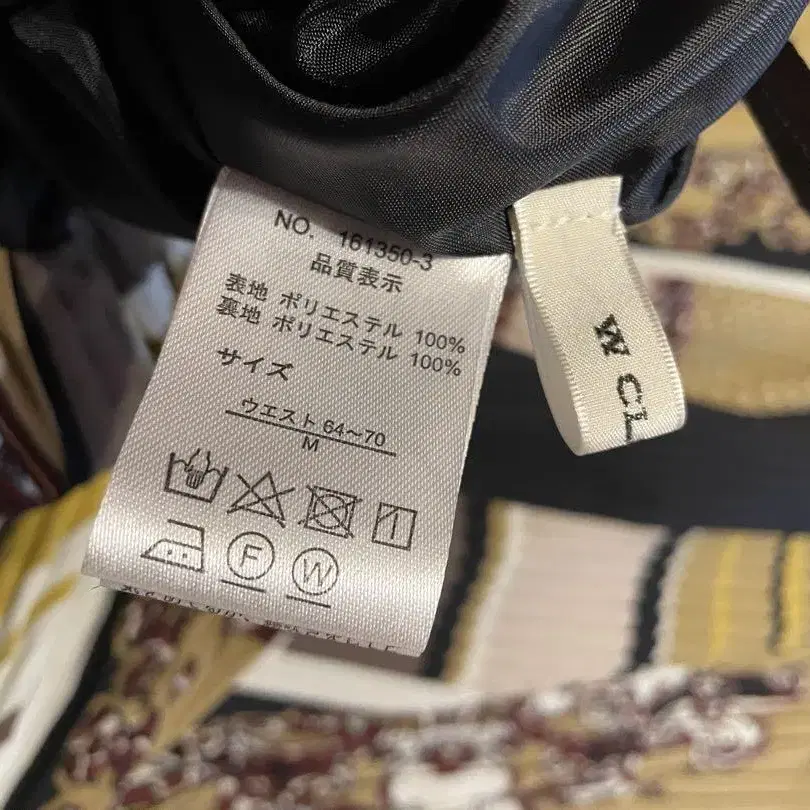 NO. 161350-3
品質表示
表地 ポリエステル 100%
裏地 ポリエステル 100%
サイズ
ウエスト 64～70
M
F
W
W CL